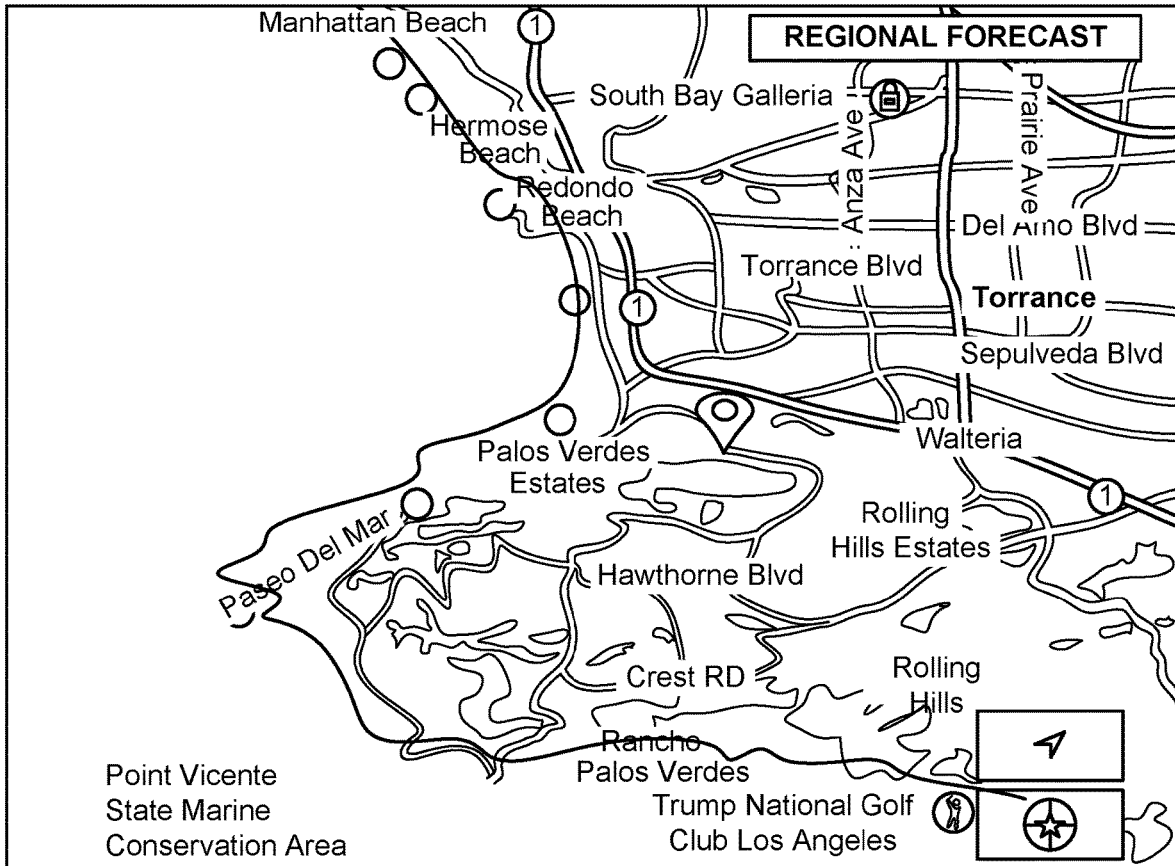 Manhattan Beach
1
REGIONAL FORECAST
South Bay Galleria
Hermose
Beach
Anza Ave
Prairie Ave
Redondo
Beach
Del Amo Blvd
Torrance Blvd
1
Torrance
Sepulveda Blvd
Walteria
Palos Verdes
Estates
1
Paseo Del Mar
Rolling
Hills Estates
Hawthorne Blvd
Crest RD
Rolling
Hills
Rancho
Palos Verdes
Point Vicente
State Marine
Conservation Area
Trump National Golf
Club Los Angeles